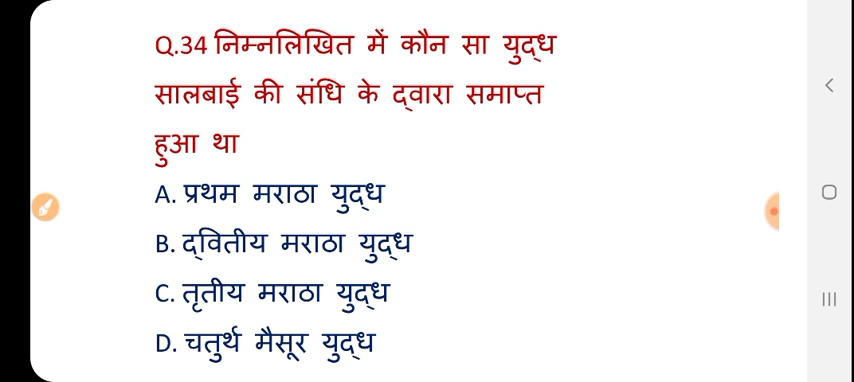 Q.34 निम्नलिखित में कौन सा युद्ध
सालबाई की संधि के द्वारा समाप्त
हुआ था
A. प्रथम मराठा युद्ध
B. द्वितीय मराठा युद्ध
C. तृतीय मराठा युद्ध
D. चतुर्थ मैसूर युद्ध